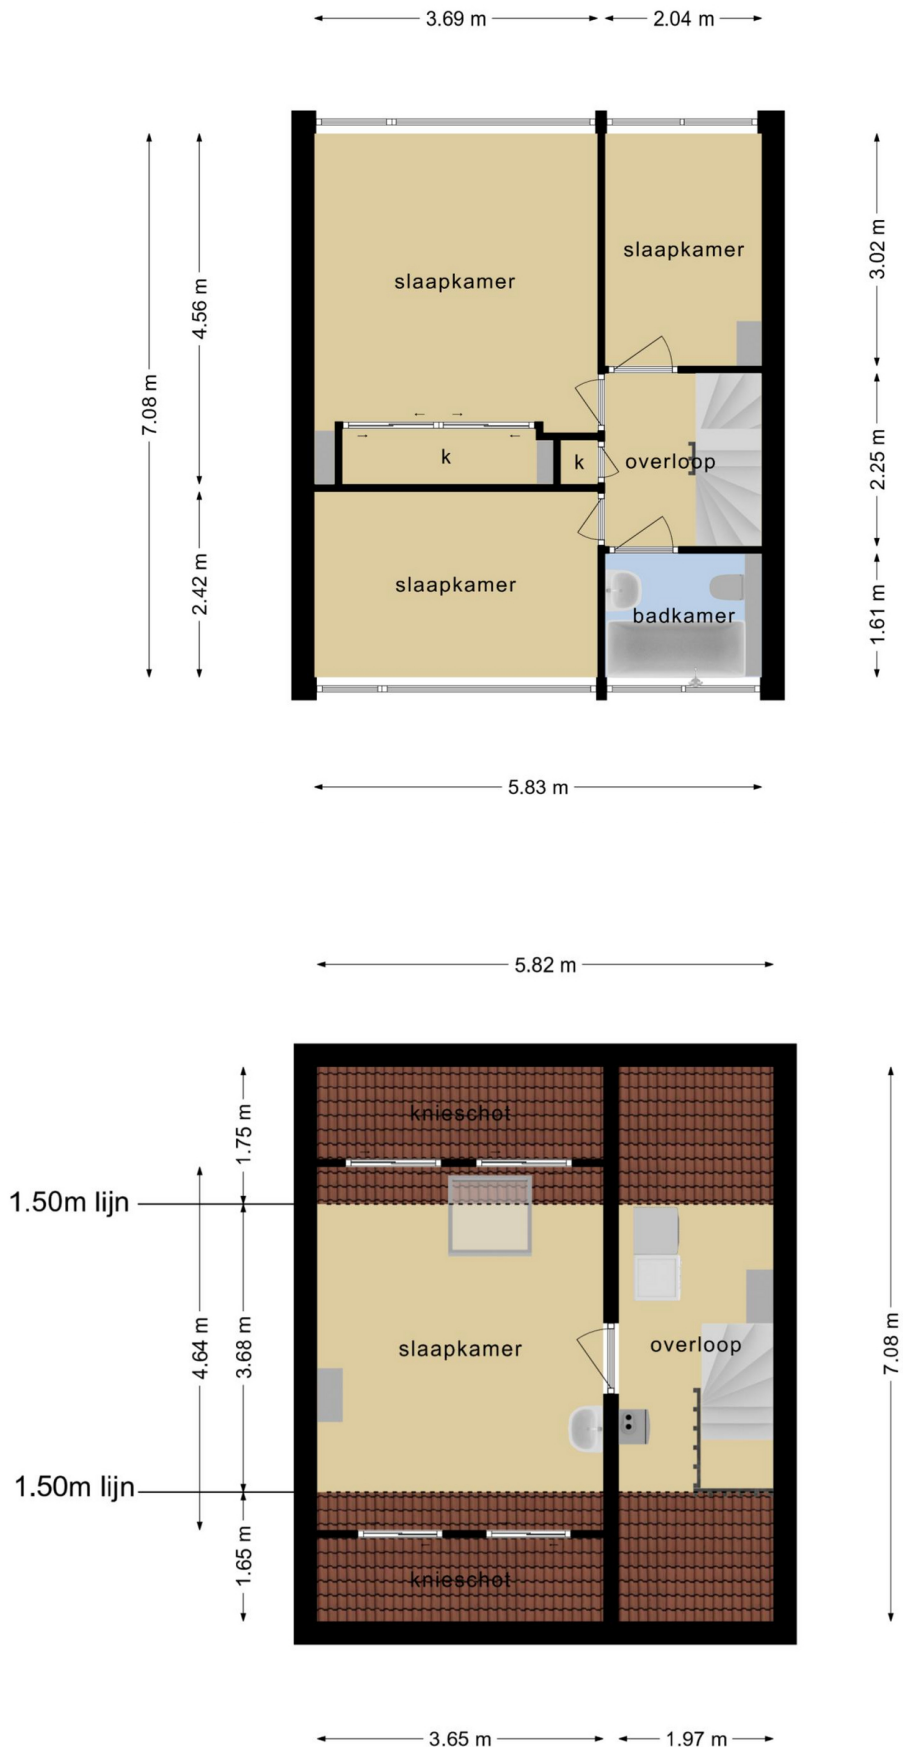 3.69 m
2.04 m
slaapkamer
slaapkamer
3.02 m
4.56 m
7.08 m
k
k
overloop
2.25 m
slaapkamer
2.42 m
badkamer
1.61 m
5.83 m
5.82 m
knieschot
1.75 m
1.50m lijn
slaapkamer
overloop
4.64 m
3.68 m
7.08 m
1.50m lijn
1.65 m
knieschot
3.65 m
1.97 m